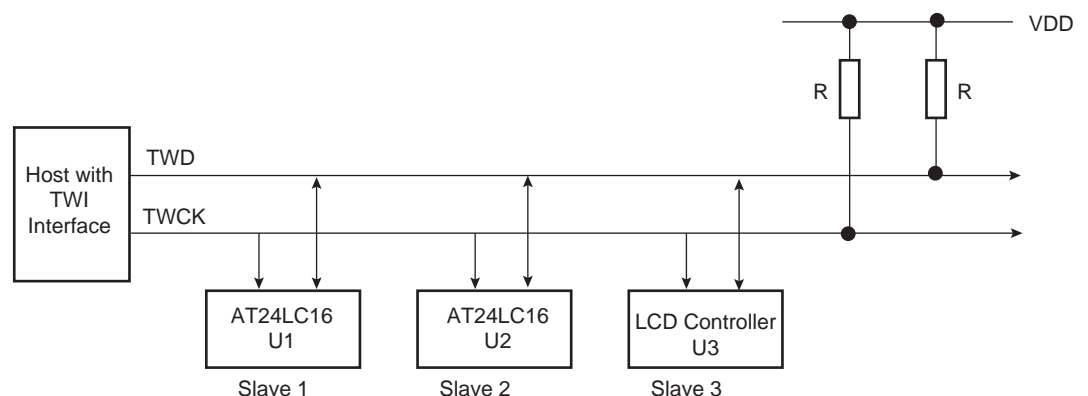 VDD
R
R
Host with
TWI
Interface
TWD
TWCK
AT24LC16
U1
AT24LC16
U2
LCD Controller
U3
Slave 1
Slave 2
Slave 3